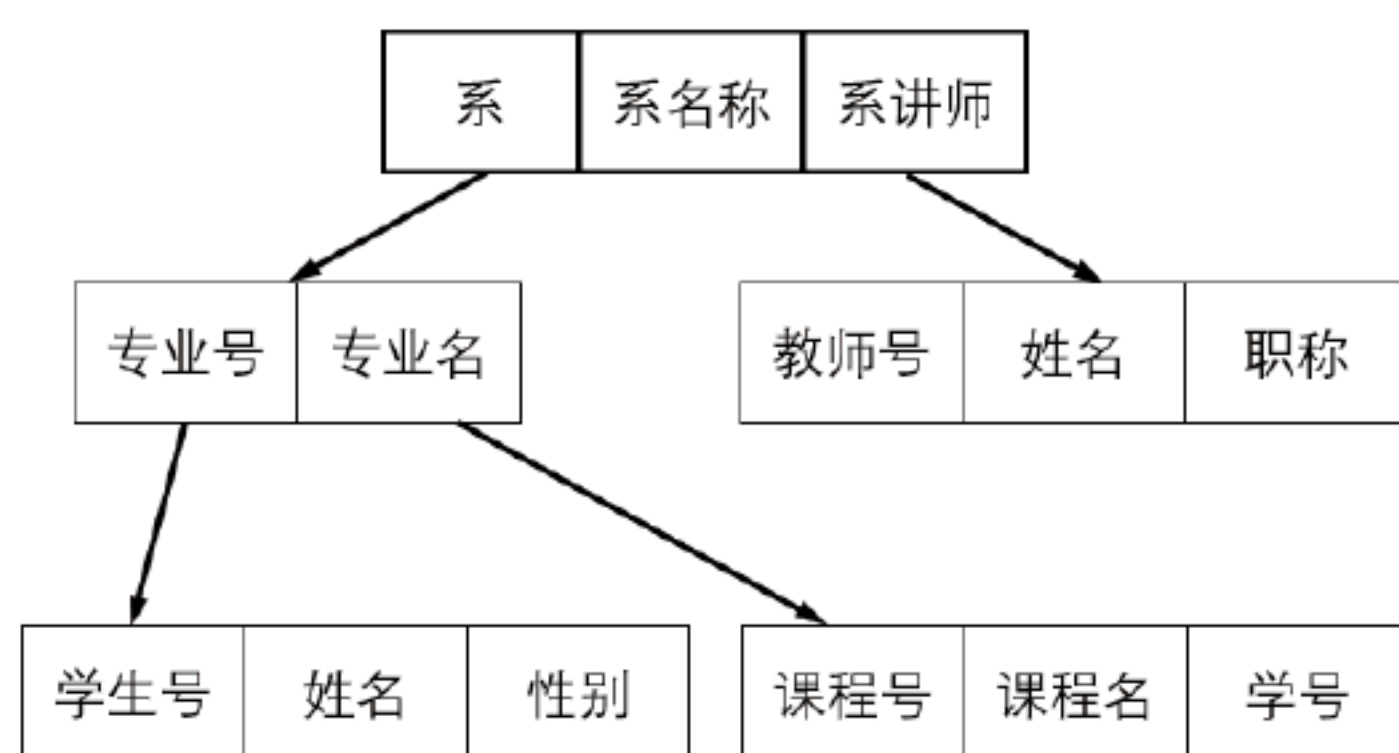 系 系名称 系讲师
专业号 专业名 教师号 姓名 职称
学生号 姓名 性别 课程号 课程名 学号